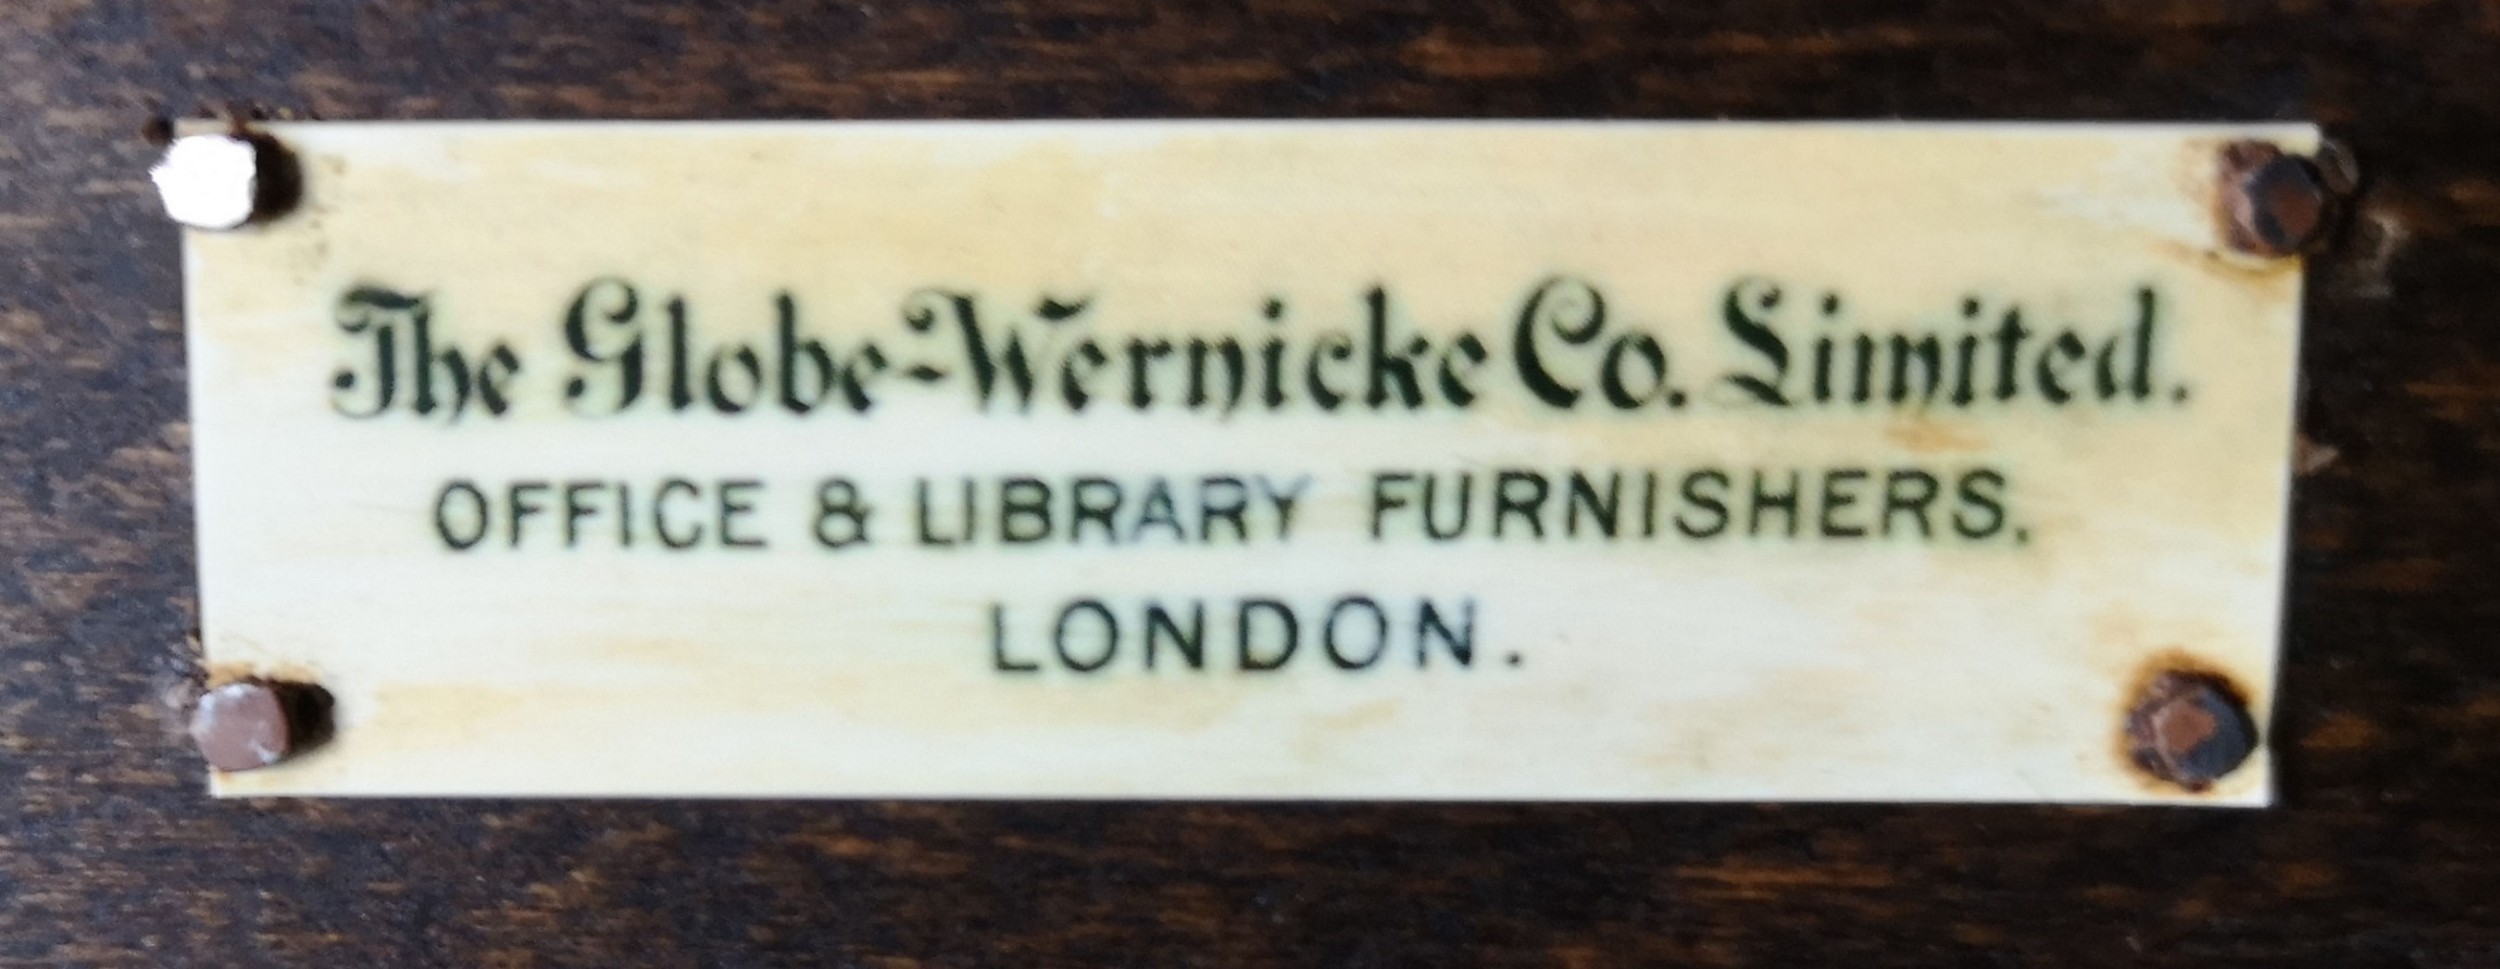 The Globe-Wernicke Co. Limited.
OFFICE & LIBRARY FURNISHERS.
LONDON.